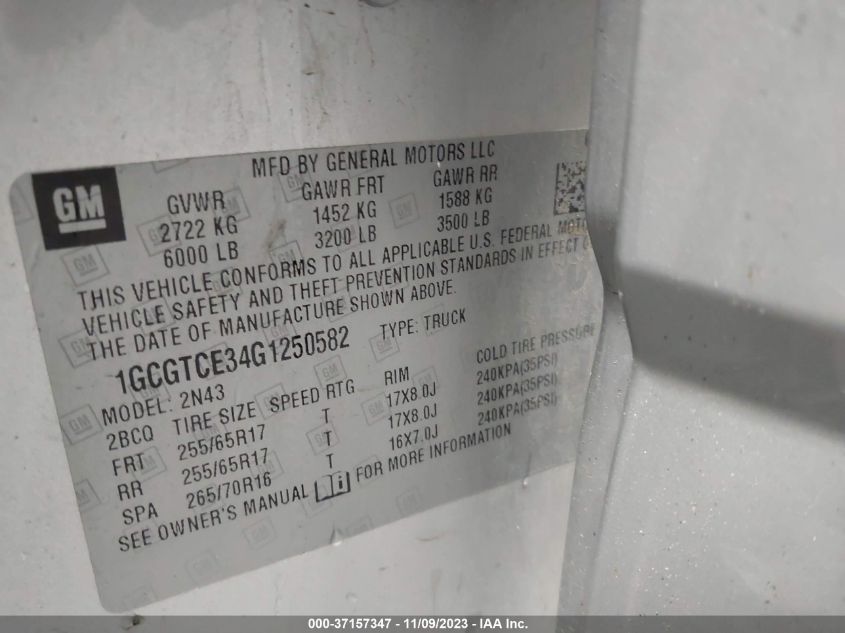 GM
MFD BY GENERAL MOTORS LLC
GVWR GAWR FRT GAWR RR
2722 KG 1452 KG 1588 KG
6000 LB 3200 LB 3500 LB
THIS VEHICLE CONFORMS TO ALL APPLICABLE U.S. FEDERAL
VEHICLE SAFETY AND THEFT PREVENTION STANDARDS IN EFFECT
THE DATE OF MANUFACTURE SHOWN ABOVE.
1GCGTCE34G1250582 TYPE: TRUCK
MODEL: 2N43
2BCQ TIRE SIZE SPEED RTG RIM COLD TIRE PRESSURE
FRT 255/65R17 T 17X8.0J 240KPA(35PSI)
RR 255/65R17 T 17X8.0J 240KPA(35PSI)
SPA 265/70R16 T 16X7.0J 240KPA(35PSI)
SEE OWNER'S MANUAL FOR MORE INFORMATION
000-37157347 - 11/09/2023 - IAA Inc.